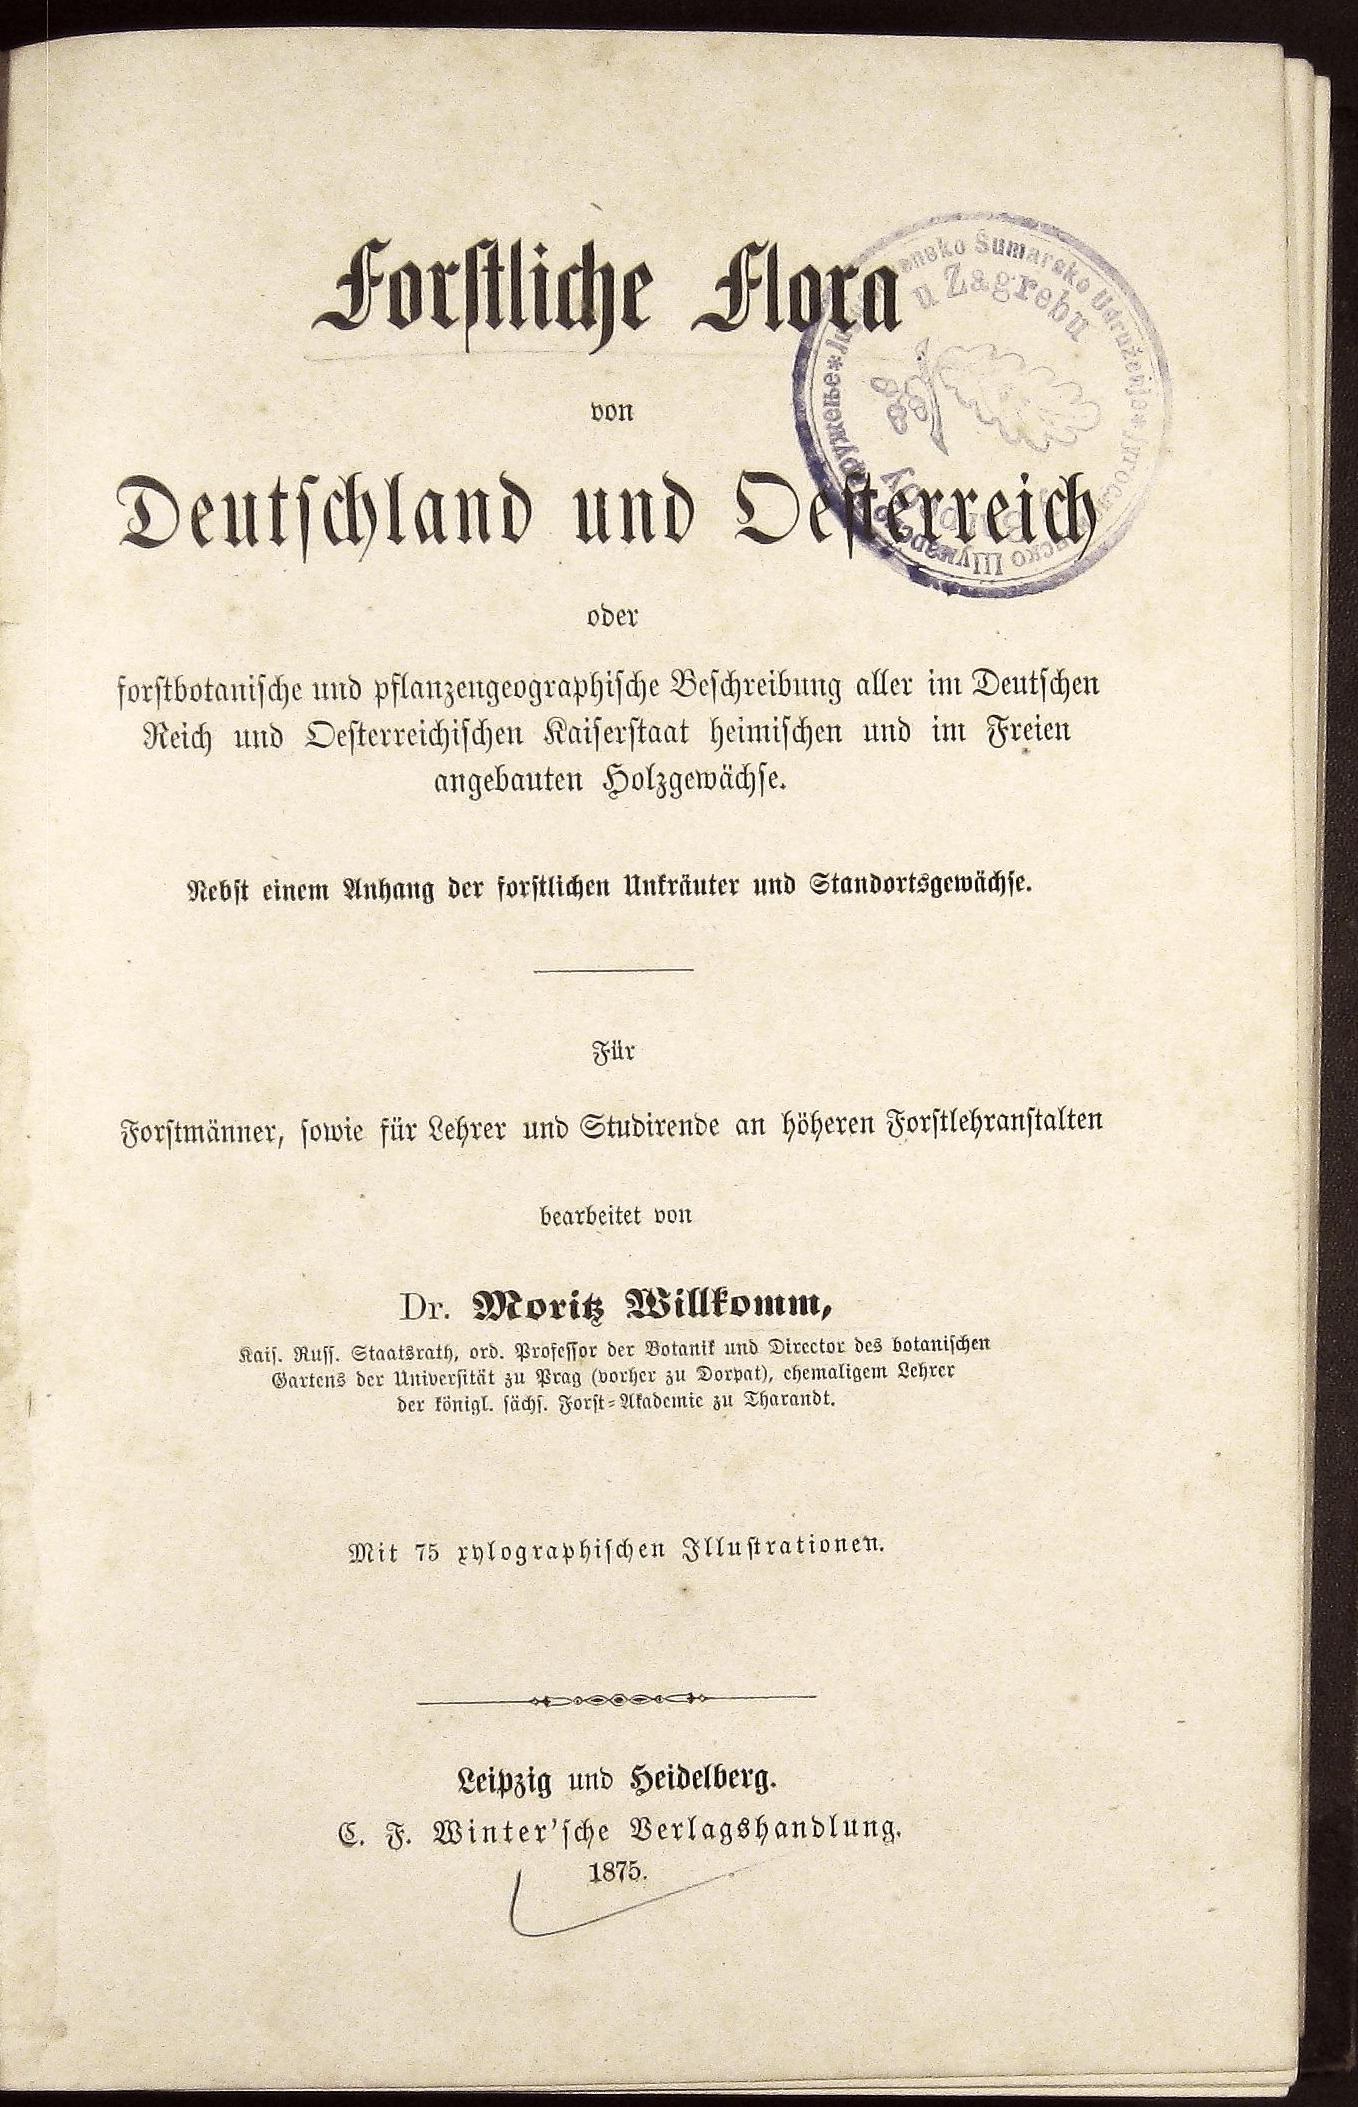 Forstliche Flora
von
Deutschland und Oesterreich
oder
forstbotanische und pflanzengeographische Beschreibung aller im Deutschen
Reich und Oesterreichischen Kaiserstaat heimischen und im Freien
angebauten Holzgewächse.
Nebst einem Anhang der forstlichen Unkräuter und Standortsgewächse.
Für
Forstmänner, sowie für Lehrer und Studirende an höheren Forstlehranstalten
bearbeitet von
Dr. Moritz Willkomm,
Kais. Russ. Staatsrath, ord. Professor der Botanik und Director des botanischen
Gartens der Universität zu Prag (vorher zu Dorpat), ehemaligem Lehrer
der königl. sächs. Forst-Akademie zu Tharandt.
Mit 75 xylographischen Illustrationen.
Leipzig und Heidelberg.
C. F. Winter'sche Verlagshandlung.
1875.
Šumarsko Udruženje
u Zagrebu